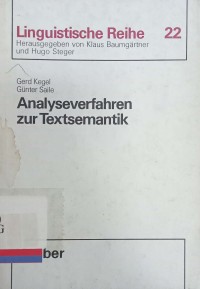 Linguistische Reihe 22
Herausgegeben von Klaus Baumgärtner
und Hugo Steger
Gerd Kegel
Günter Saile
Analyseverfahren
zur Textsemantik
ber